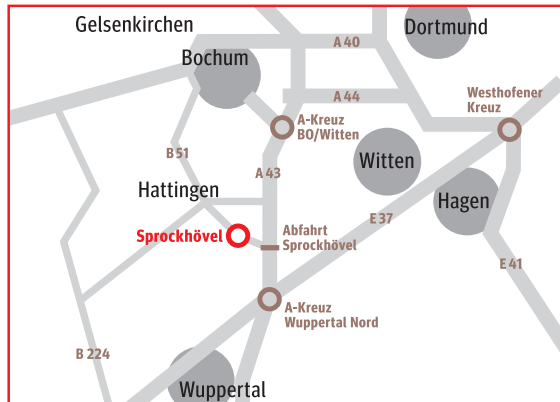 Gelsenkirchen
Dortmund
A 40
Bochum
A 44
Westhofener
Kreuz
A-Kreuz
BO/Witten
B 51
Witten
A 43
Hattingen
Hagen
E 37
Sprockhövel
Abfahrt
Sprockhövel
E 41
A-Kreuz
Wuppertal Nord
B 224
Wuppertal